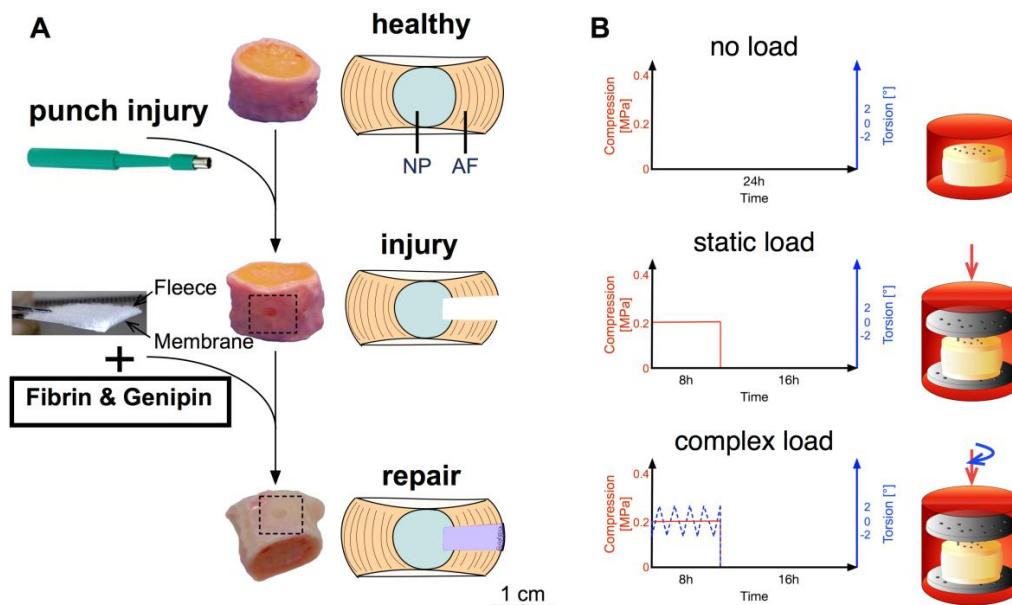 A
healthy
punch injury
NP
AF
injury
Fleece
Membrane
+
Fibrin & Genipin
repair
1 cm
B
no load
Compression
[MPa]
0.4
0.2
0
Torsion [°]
2
0
-2
24h
Time
static load
Compression
[MPa]
0.4
0.2
0
Torsion [°]
2
0
-2
8h
16h
Time
complex load
Compression
[MPa]
0.4
0.2
0
Torsion [°]
2
0
-2
8h
16h
Time